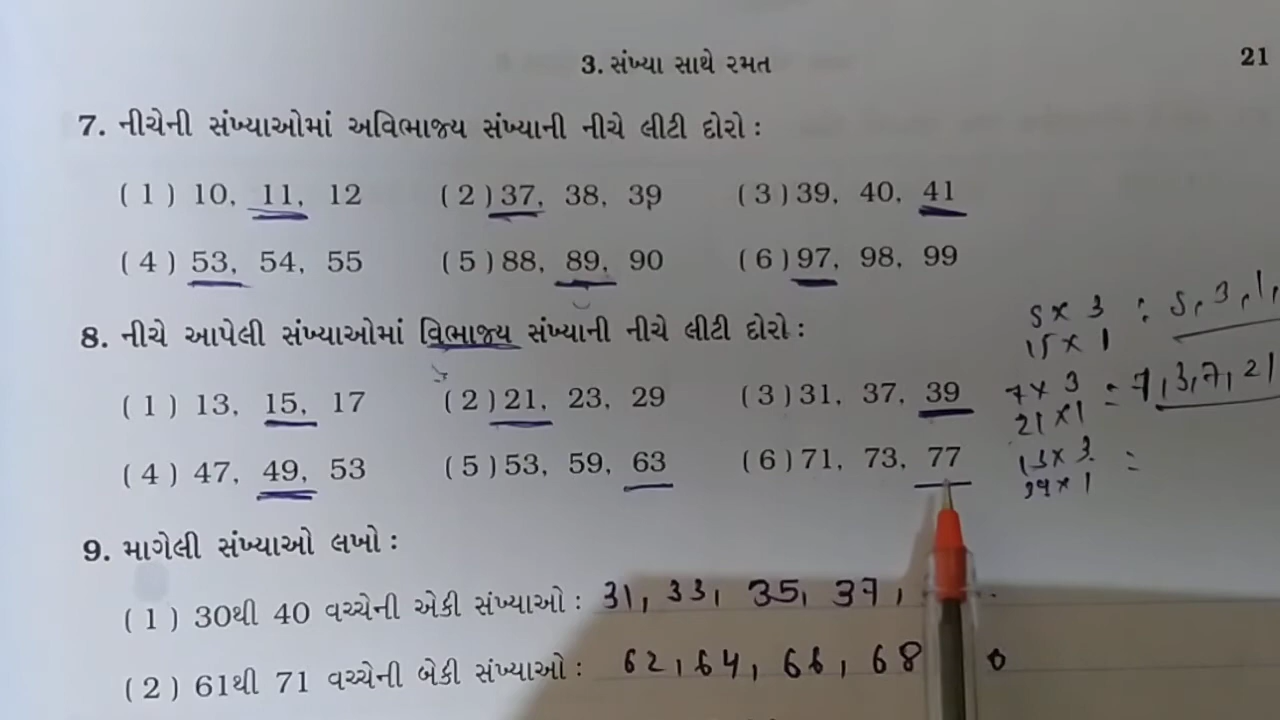 3. સંખ્યા સાથે રમત 21
7. નીચેની સંખ્યાઓમાં અવિભાજ્ય સંખ્યાની નીચે લીટી દોરો :
( 1 ) 10, 11, 12 ( 2 ) 37, 38, 39 ( 3 ) 39, 40, 41
( 4 ) 53, 54, 55 ( 5 ) 88, 89, 90 ( 6 ) 97, 98, 99
8. નીચે આપેલી સંખ્યાઓમાં વિભાજ્ય સંખ્યાની નીચે લીટી દોરો :
5 × 3 : 5, 3, 1,
15 × 1
( 1 ) 13, 15, 17 ( 2 ) 21, 23, 29 ( 3 ) 31, 37, 39
7 × 3 = 7, 3, 7, 21
21 × 1
( 4 ) 47, 49, 53 ( 5 ) 53, 59, 63 ( 6 ) 71, 73, 77
13 × 3 =
× 1
9. માગેલી સંખ્યાઓ લખો :
( 1 ) 30થી 40 વચ્ચેની એકી સંખ્યાઓ : 31, 33, 35, 37,
( 2 ) 61થી 71 વચ્ચેની બેકી સંખ્યાઓ : 62, 64, 66, 68